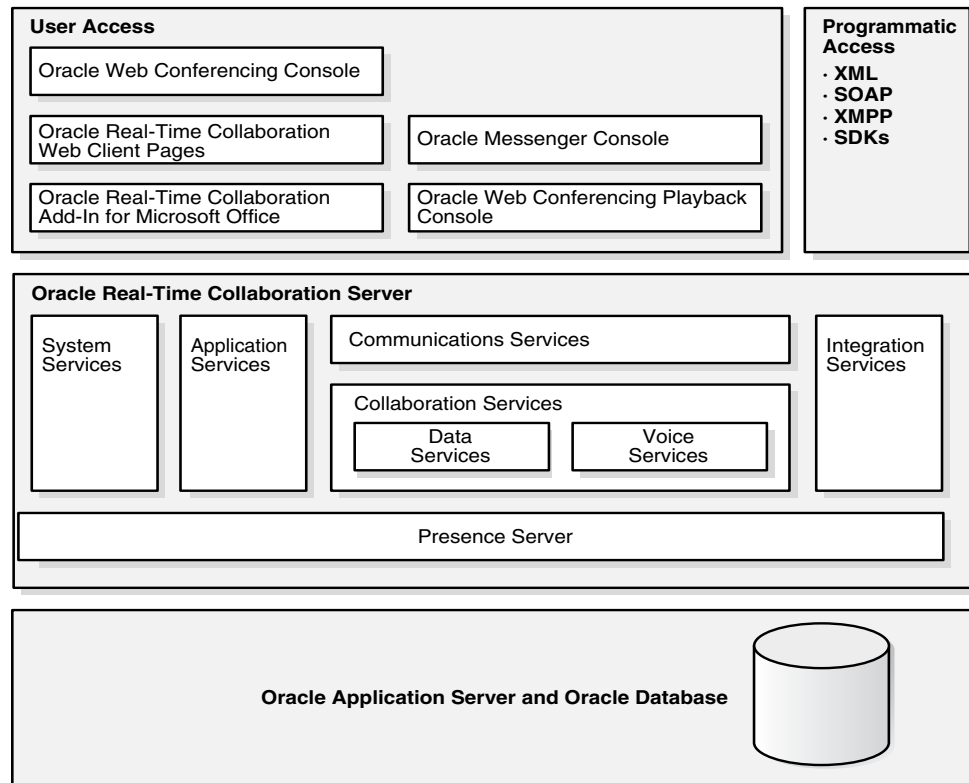 User Access
Oracle Web Conferencing Console
Oracle Real-Time Collaboration
Web Client Pages
Oracle Messenger Console
Oracle Real-Time Collaboration
Add-In for Microsoft Office
Oracle Web Conferencing Playback
Console
Programmatic
Access
· XML
· SOAP
· XMPP
· SDKs
Oracle Real-Time Collaboration Server
System
Services
Application
Services
Communications Services
Collaboration Services
Data
Services
Voice
Services
Integration
Services
Presence Server
Oracle Application Server and Oracle Database